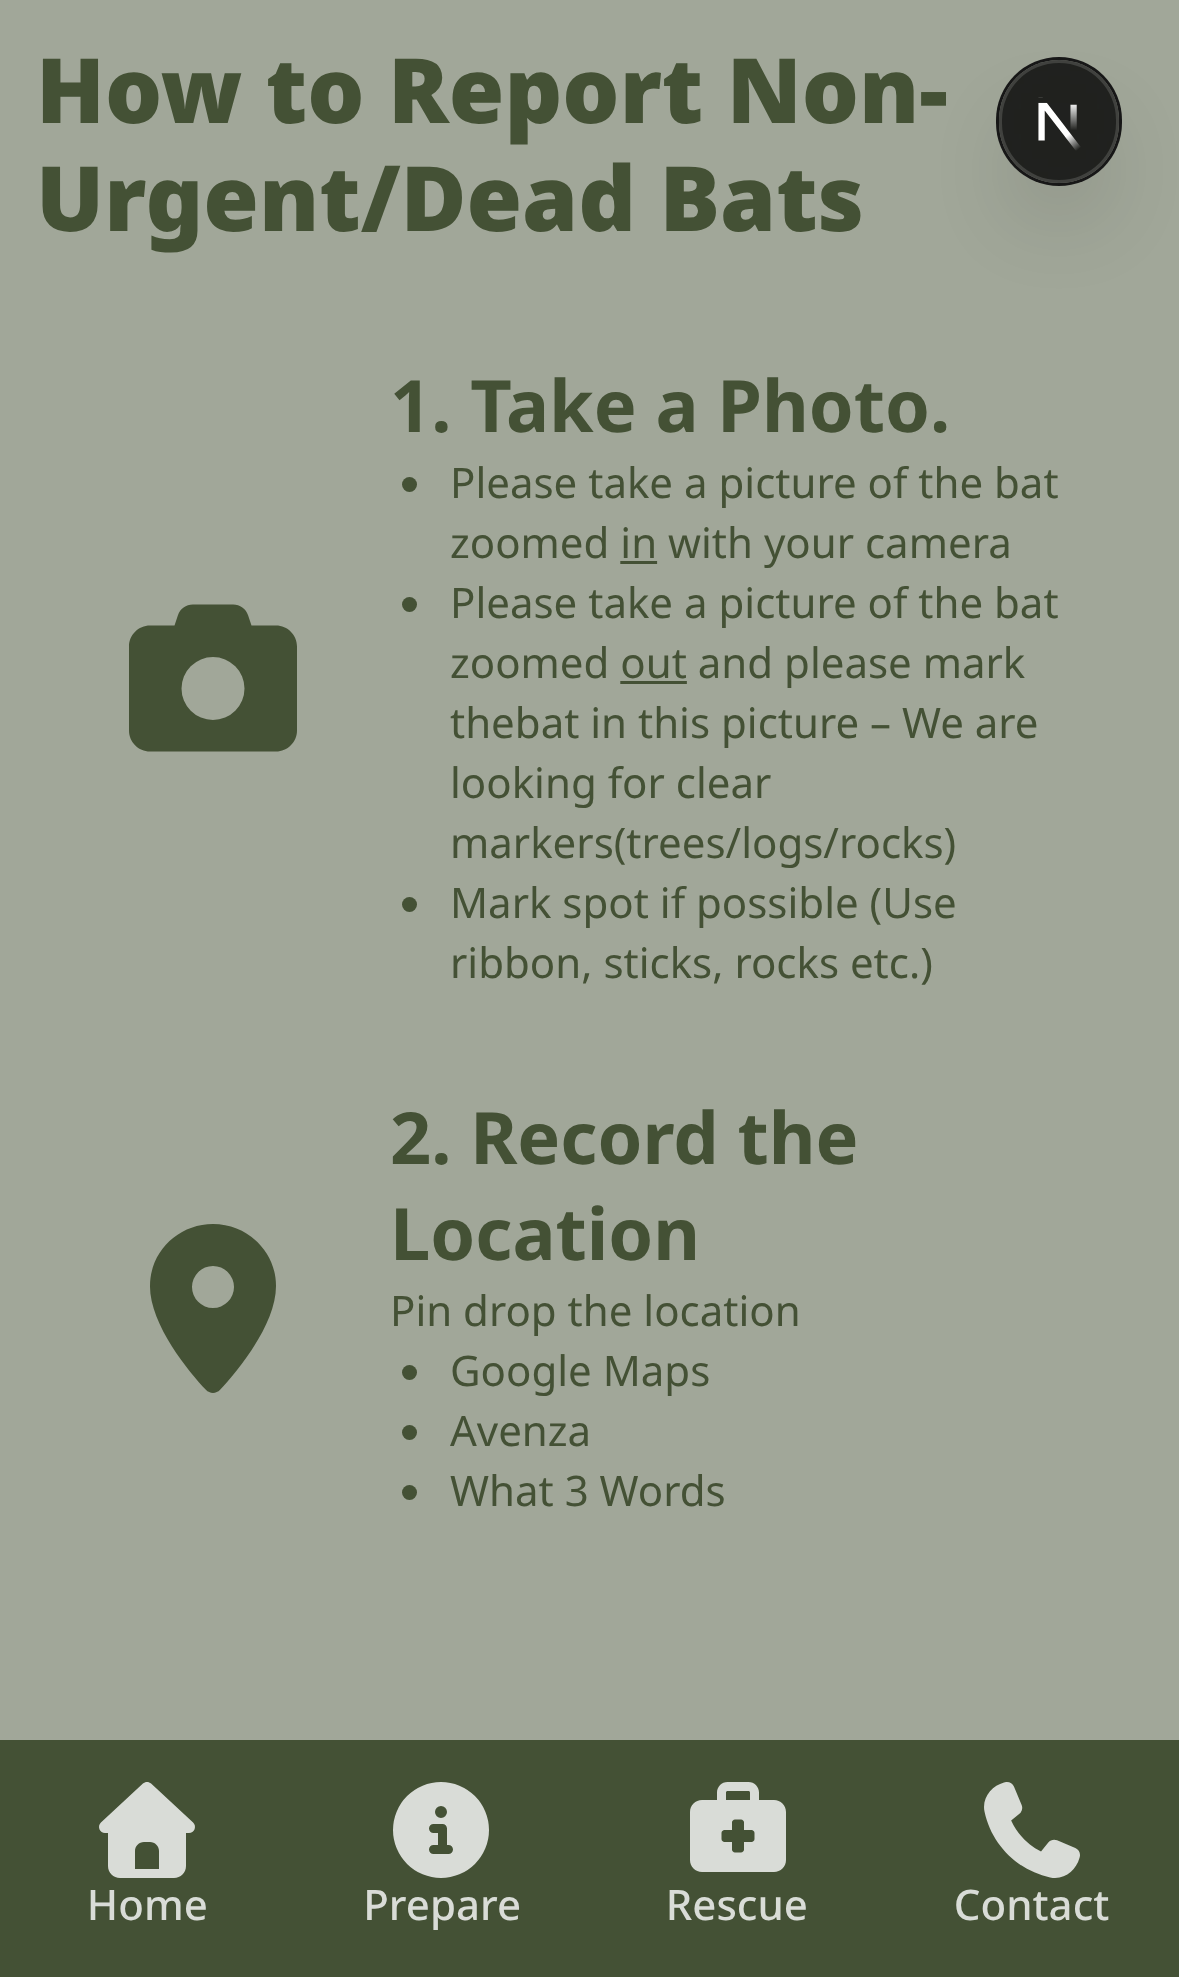 How to Report Non-
Urgent/Dead Bats
N
1. Take a Photo.
• Please take a picture of the bat
zoomed in with your camera
• Please take a picture of the bat
zoomed out and please mark
thebat in this picture – We are
looking for clear
markers(trees/logs/rocks)
• Mark spot if possible (Use
ribbon, sticks, rocks etc.)
2. Record the
Location
Pin drop the location
• Google Maps
• Avenza
• What 3 Words
Home Prepare Rescue Contact